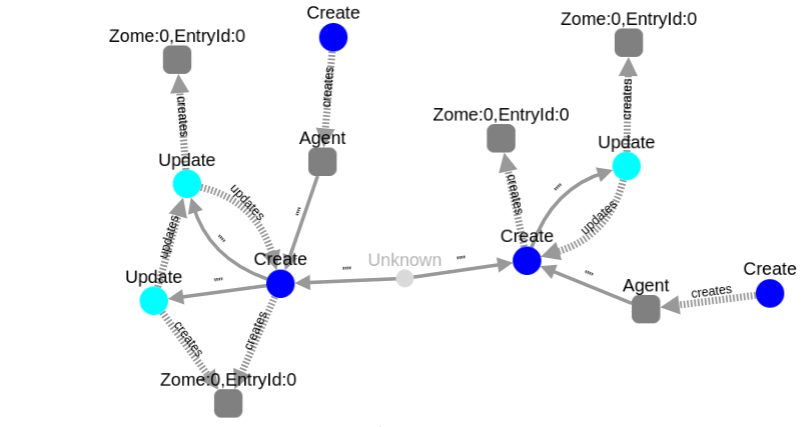 Create
Zome:0,EntryId:0
Zome:0,EntryId:0
creates
creates
creates
Zome:0,EntryId:0
Agent
Update
Update
creates
updates
""
""
""
updates
updates
Create
Create
Unknown
""
""
Update
""
""
Agent
Create
creates
creates
creates
Zome:0,EntryId:0